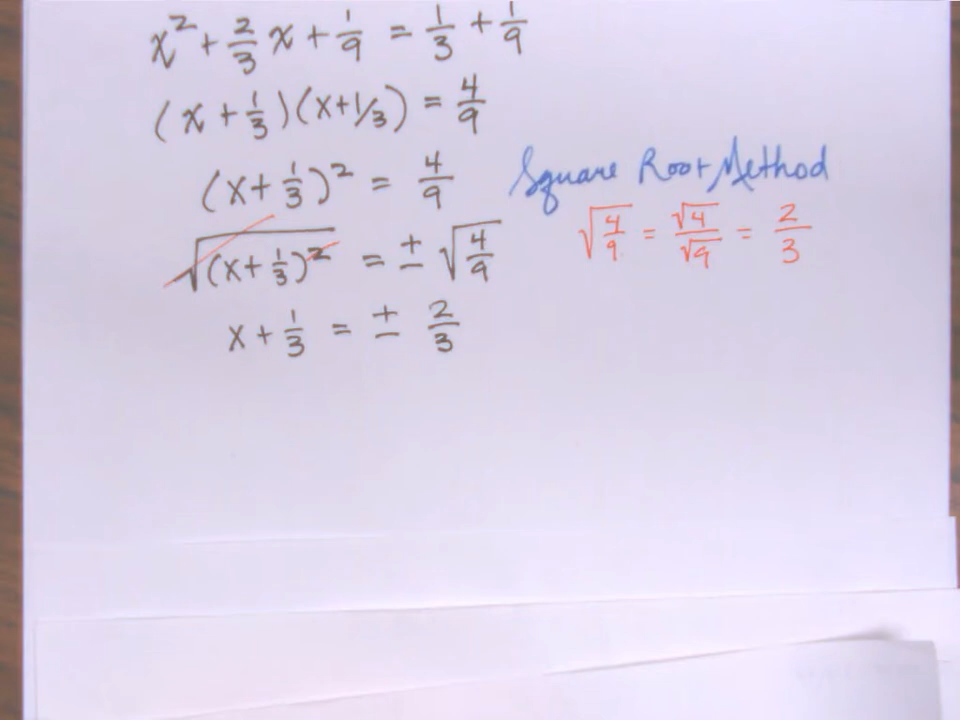 x² + 2/3 x + 1/9 = 1/3 + 1/9
(x + 1/3)(x + 1/3) = 4/9
(x + 1/3)² = 4/9
Square Root Method
√(x + 1/3)² = ± √4/9
√4/9 = √4/√9 = 2/3
x + 1/3 = ± 2/3